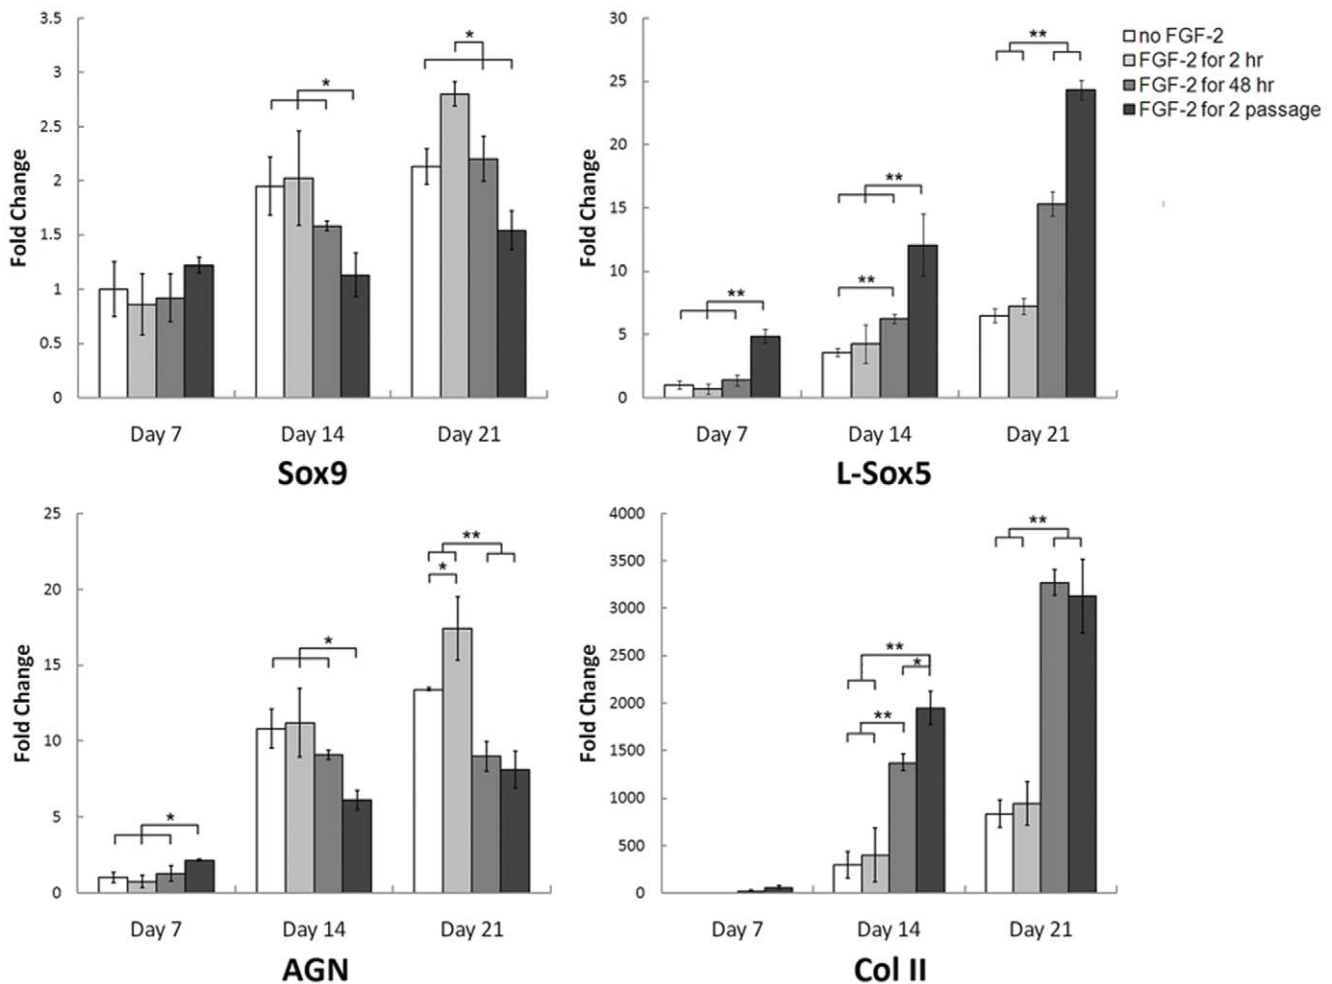 3.5
3
2.5
2
1.5
1
0.5
0
Fold Change
*
*
Day 7 Day 14 Day 21
Sox9
30
25
20
15
10
5
0
Fold Change
**
**
**
**
Day 7 Day 14 Day 21
L-Sox5
no FGF-2
FGF-2 for 2 hr
FGF-2 for 48 hr
FGF-2 for 2 passage
25
20
15
10
5
0
Fold Change
*
*
**
*
Day 7 Day 14 Day 21
AGN
4000
3500
3000
2500
2000
1500
1000
500
0
Fold Change
**
*
**
**
Day 7 Day 14 Day 21
Col II